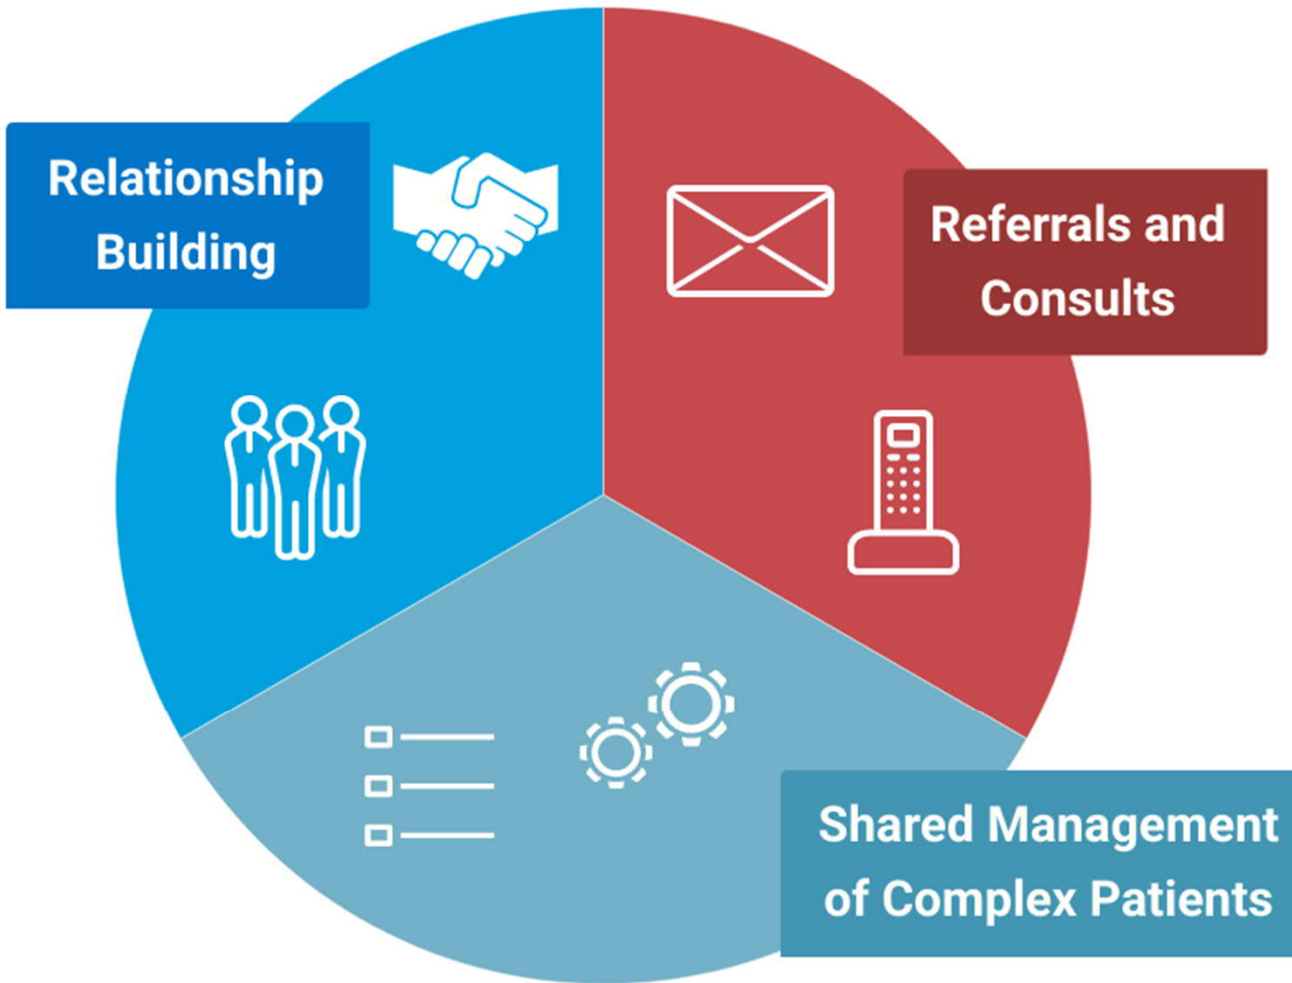 Relationship
Building
Referrals and
Consults
Shared Management
of Complex Patients